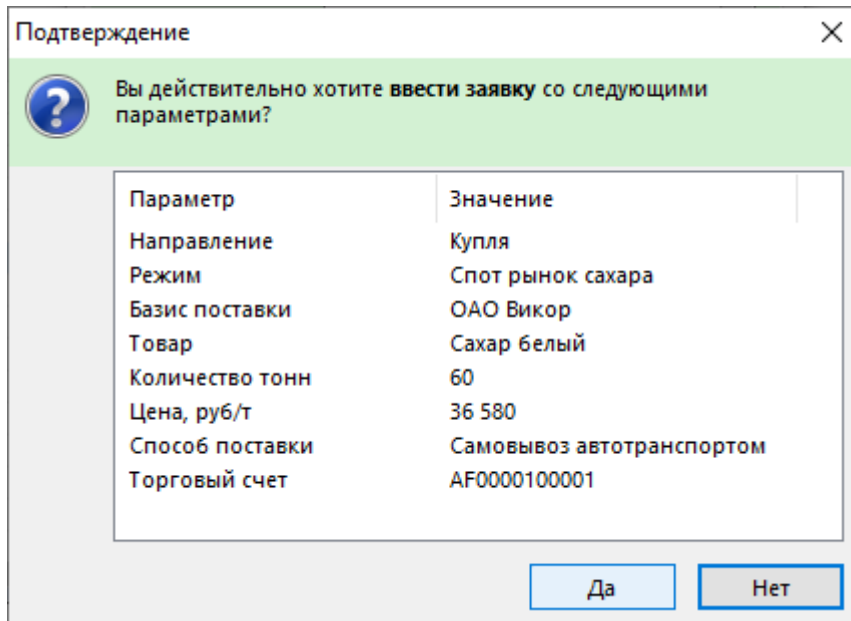 Подтверждение
Вы действительно хотите ввести заявку со следующими
параметрами?
Параметр Значение
Направление Купля
Режим Спот рынок сахара
Базис поставки ОАО Викор
Товар Сахар белый
Количество тонн 60
Цена, руб/т 36 580
Способ поставки Самовывоз автотранспортом
Торговый счет AF0000100001
Да Нет